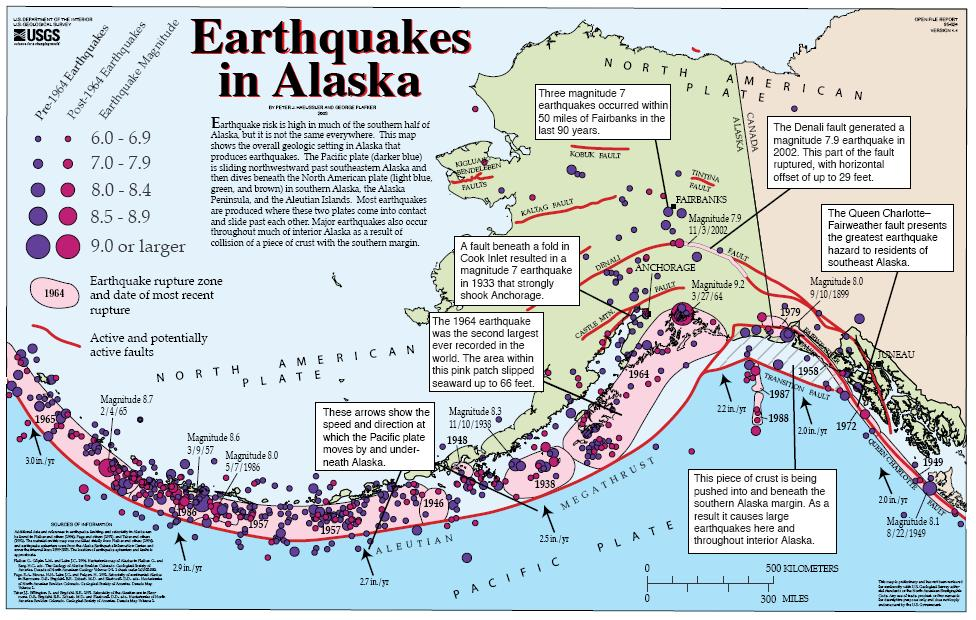 U.S. DEPARTMENT OF THE INTERIOR
U.S. GEOLOGICAL SURVEY
USGS
science for a changing world
OPEN FILE REPORT
Earthquakes
in Alaska
BY PETER J. HAEUSSLER AND GEORGE PLAFKER
Earthquake risk is high in much of the southern half of
Alaska, but it is not the same everywhere. This map
shows the overall geologic setting in Alaska that
produces earthquakes. The Pacific plate (darker blue)
is sliding northwestward past southeastern Alaska and
then dives beneath the North American plate (light blue,
green, and brown) in southern Alaska, the Alaska
Peninsula, and the Aleutian Islands. Most earthquakes
are produced where these two plates come into contact
and slide past each other. Major earthquakes also occur
throughout much of interior Alaska as a result of
collision of a piece of crust with the southern margin.
Pre-1964 Earthquakes
Post-1964 Earthquakes
Earthquake Magnitude
6.0 - 6.9
7.0 - 7.9
8.0 - 8.4
8.5 - 8.9
9.0 or larger
1964
Earthquake rupture zone
and date of most recent
rupture
Active and potentially
active faults
NORTH AMERICAN
PLATE
ALASKA
CANADA
Three magnitude 7
earthquakes occurred within
50 miles of Fairbanks in the
last 90 years.
The Denali fault generated a
magnitude 7.9 earthquake in
2002. This part of the fault
ruptured, with horizontal
offset of up to 29 feet.
The Queen Charlotte–
Fairweather fault presents
the greatest earthquake
hazard to residents of
southeast Alaska.
KOBUK FAULT
KIGLUAIK
BENDELEBEN
FAULTS
TINTINA
FAULT
KALTAG FAULT
FAIRBANKS
Magnitude 7.9
11/3/2002
A fault beneath a fold in
Cook Inlet resulted in a
magnitude 7 earthquake
in 1933 that strongly
shook Anchorage.
DENALI
FAULT
ANCHORAGE
CASTLE MTN.
FAULT
Magnitude 9.2
3/27/64
Magnitude 8.0
9/10/1899
1979
The 1964 earthquake
was the second largest
ever recorded in the
world. The area within
this pink patch slipped
seaward up to 66 feet.
1964
JUNEAU
1958
TRANSITION FAULT
1987
1988
1972
2.2 in./yr
2.0 in./yr
NORTH AMERICAN
PLATE
These arrows show the
speed and direction at
which the Pacific plate
moves by and under-
neath Alaska.
Magnitude 8.3
11/10/1938
1948
1938
1965
Magnitude 8.7
2/4/65
Magnitude 8.6
3/9/57
Magnitude 8.0
5/7/1986
1986
1957
1957
1946
3.0 in./yr
2.9 in./yr
2.7 in./yr
2.5 in./yr
ALEUTIAN
MEGATHRUST
PACIFIC PLATE
This piece of crust is being
pushed into and beneath the
southern Alaska margin. As a
result it causes large
earthquakes here and
throughout interior Alaska.
QUEEN CHARLOTTE
FAULT
1949
2.0 in./yr
Magnitude 8.1
8/22/1949
0 500 KILOMETERS
0 300 MILES
SOURCES OF INFORMATION